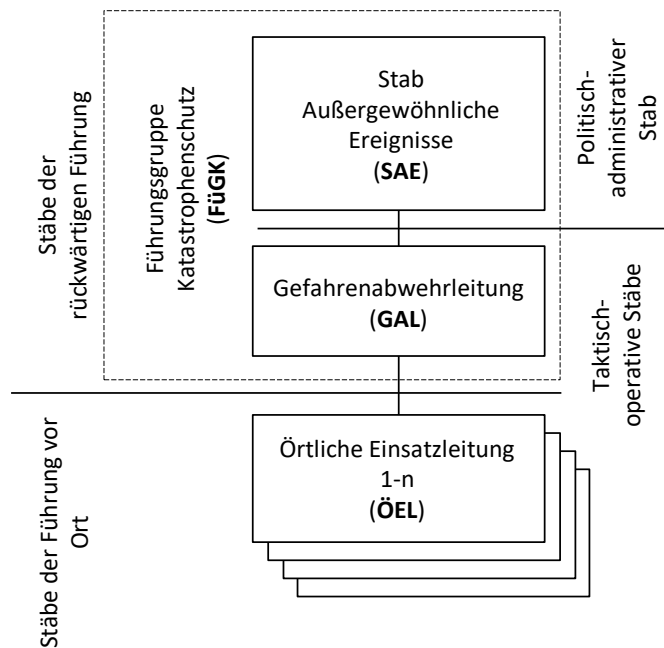 Stäbe der
rückwärtigen Führung
Führungsgruppe
Katastrophenschutz
(FüGK)
Stab
Außergewöhnliche
Ereignisse
(SAE)
Politisch-
administrativer
Stab
Gefahrenabwehrleitung
(GAL)
Taktisch-
operative Stäbe
Stäbe der Führung vor
Ort
Örtliche Einsatzleitung
1-n
(ÖEL)